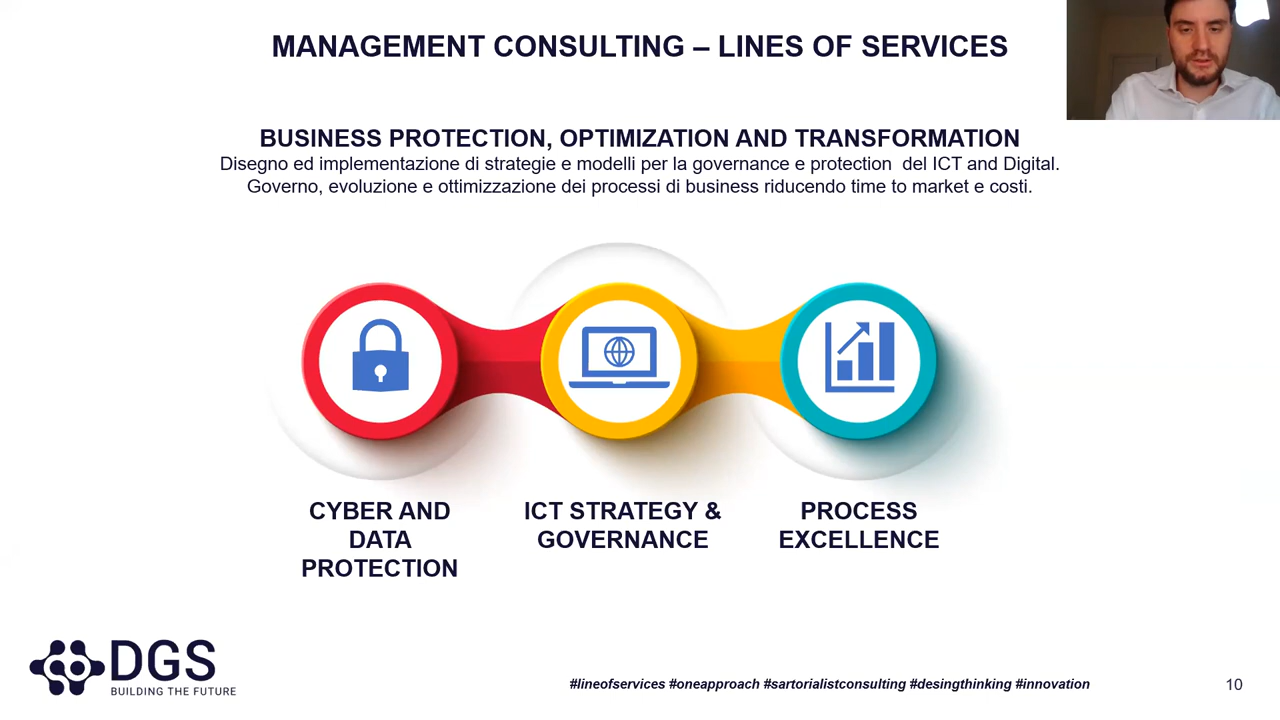 MANAGEMENT CONSULTING – LINES OF SERVICES
BUSINESS PROTECTION, OPTIMIZATION AND TRANSFORMATION
Disegno ed implementazione di strategie e modelli per la governance e protection  del ICT and Digital.
Governo, evoluzione e ottimizzazione dei processi di business riducendo time to market e costi.
CYBER AND
DATA
PROTECTION
ICT STRATEGY &
GOVERNANCE
PROCESS
EXCELLENCE
DGS
BUILDING THE FUTURE
#lineofservices #oneapproach #sartorialistconsulting #desingthinking #innovation
10